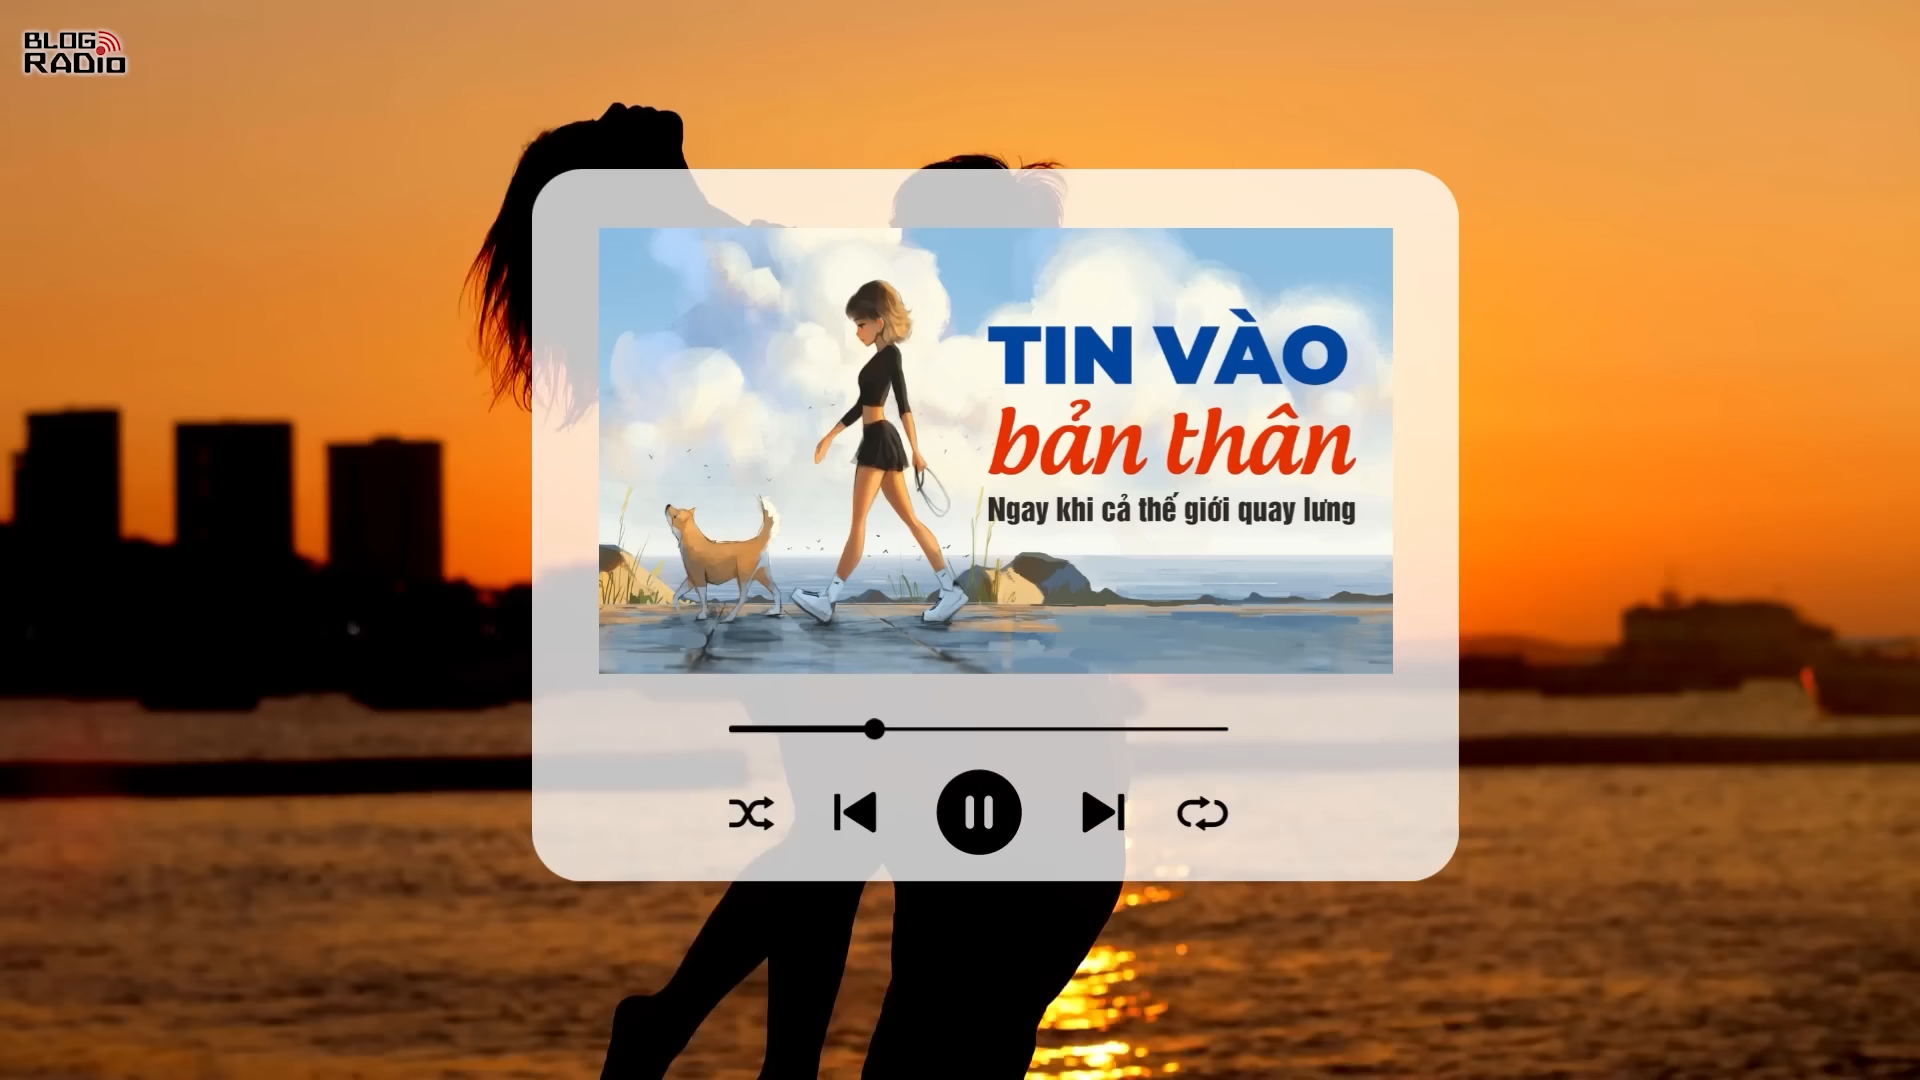 BLOG
RADIO
TIN VÀO
bản thân
Ngay khi cả thế giới quay lưng